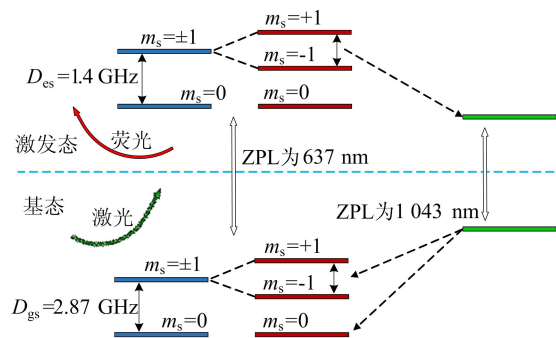 mₛ=+1
mₛ=±1
mₛ=-1
Dₑₛ=1.4 GHz
mₛ=0
mₛ=0
激发态
荧光
ZPL为637 nm
基态
激光
ZPL为1 043 nm
mₛ=+1
mₛ=±1
mₛ=-1
D_gs=2.87 GHz
mₛ=0
mₛ=0